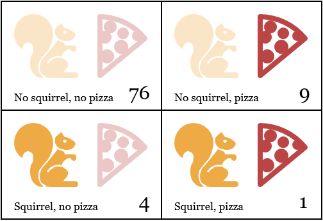 No squirrel, no pizza 76
No squirrel, pizza 9
Squirrel, no pizza 4
Squirrel, pizza 1